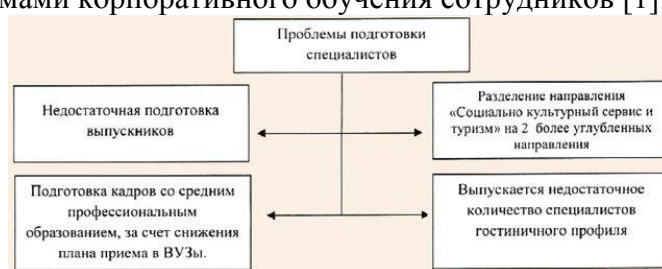 мами корпоративного обучения сотрудников [1]
Проблемы подготовки
специалистов
Недостаточная подготовка
выпускников
Разделение направления
«Социально культурный сервис и
туризм» на 2 более углубленных
направления
Подготовка кадров со средним
профессиональным
образованием, за счет снижения
плана приема в ВУЗы.
Выпускается недостаточное
количество специалистов
гостиничного профиля